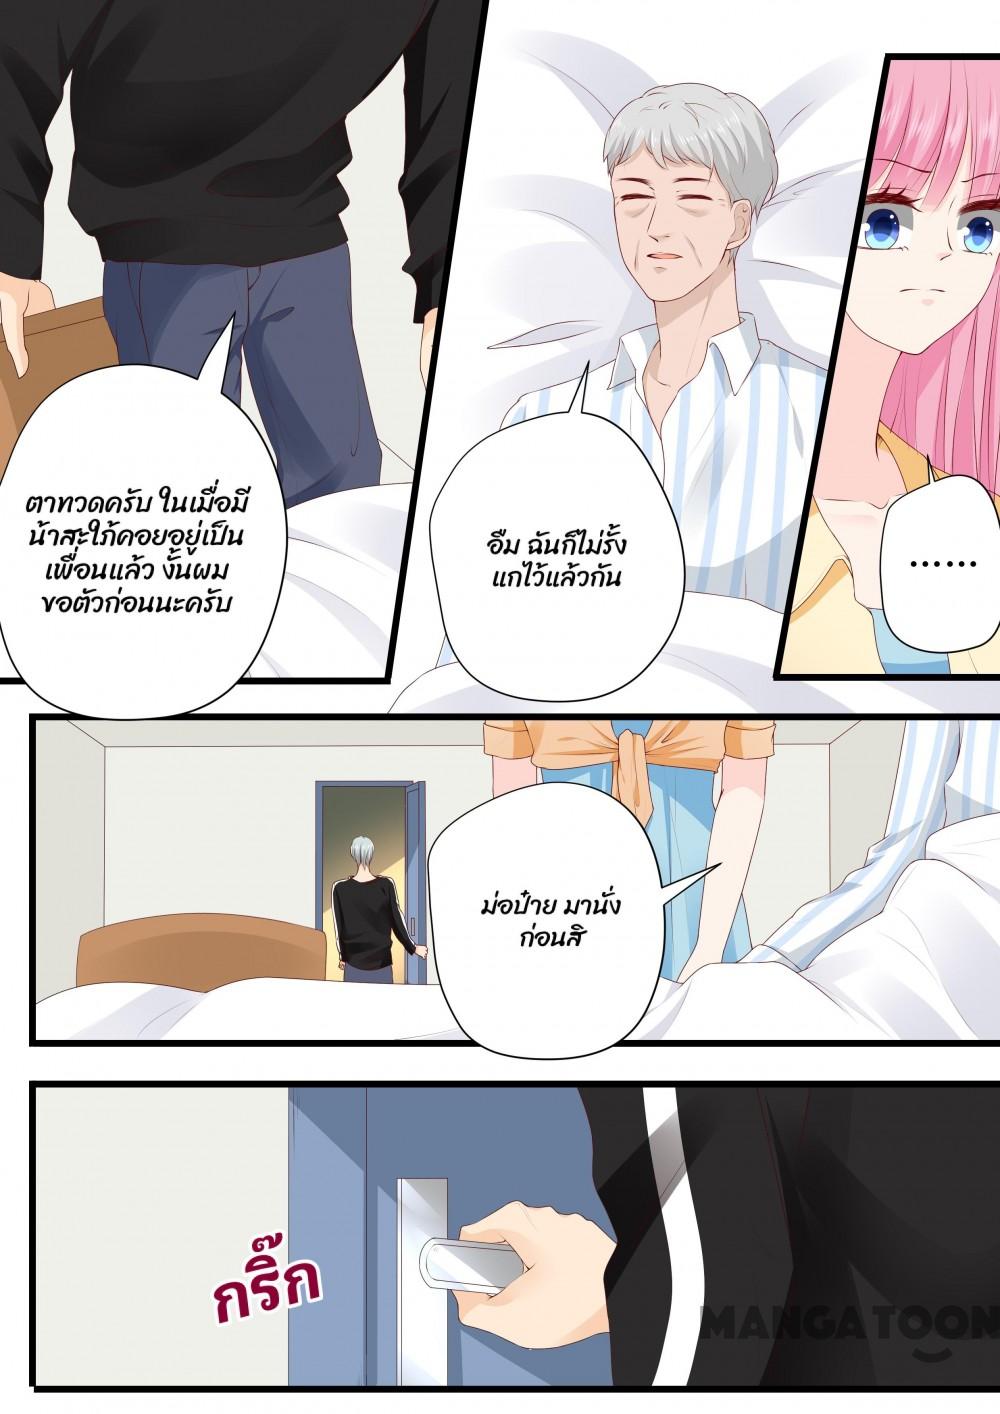 ตาทวดครับ ในเมื่อมี
น้าสะใภ้คอยอยู่เป็น
เพื่อนแล้ว งั้นผม
ขอตัวก่อนนะครับ
อืม ฉันก็ไม่รั้ง
แกไว้แล้วกัน
......
ม่อป๋าย มานั่ง
ก่อนสิ
กริ๊ก
MANGATOON